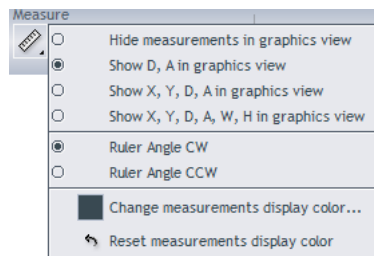 Measure
Hide measurements in graphics view
Show D, A in graphics view
Show X, Y, D, A in graphics view
Show X, Y, D, A, W, H in graphics view
Ruler Angle CW
Ruler Angle CCW
Change measurements display color...
Reset measurements display color